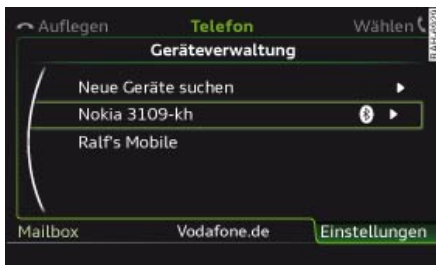 Auflegen Telefon Wählen
Geräteverwaltung
Neue Geräte suchen
Nokia 3109-kh
Ralf's Mobile
Mailbox Vodafone.de Einstellungen